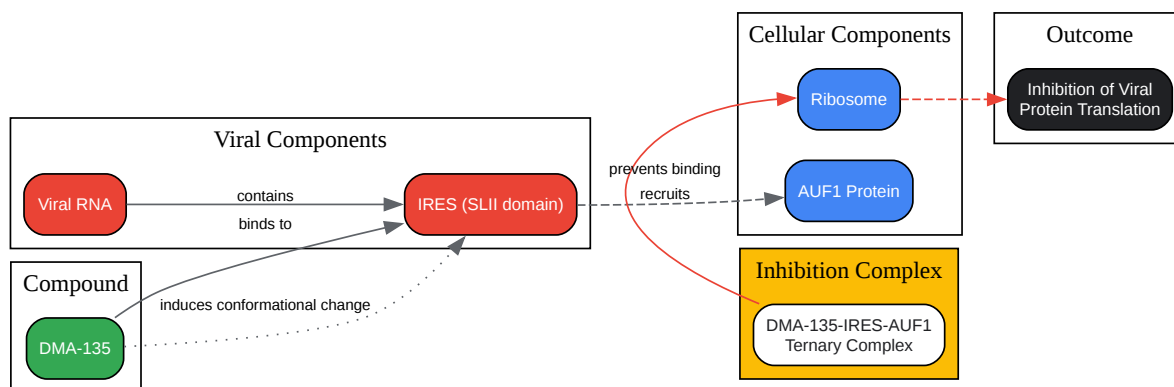 Cellular Components
Outcome
Ribosome
Inhibition of Viral
Protein Translation
Viral Components
prevents binding
AUF1 Protein
recruits
Viral RNA
contains
IRES (SLII domain)
binds to
Compound
Inhibition Complex
induces conformational change
DMA-135
DMA-135-IRES-AUF1
Ternary Complex